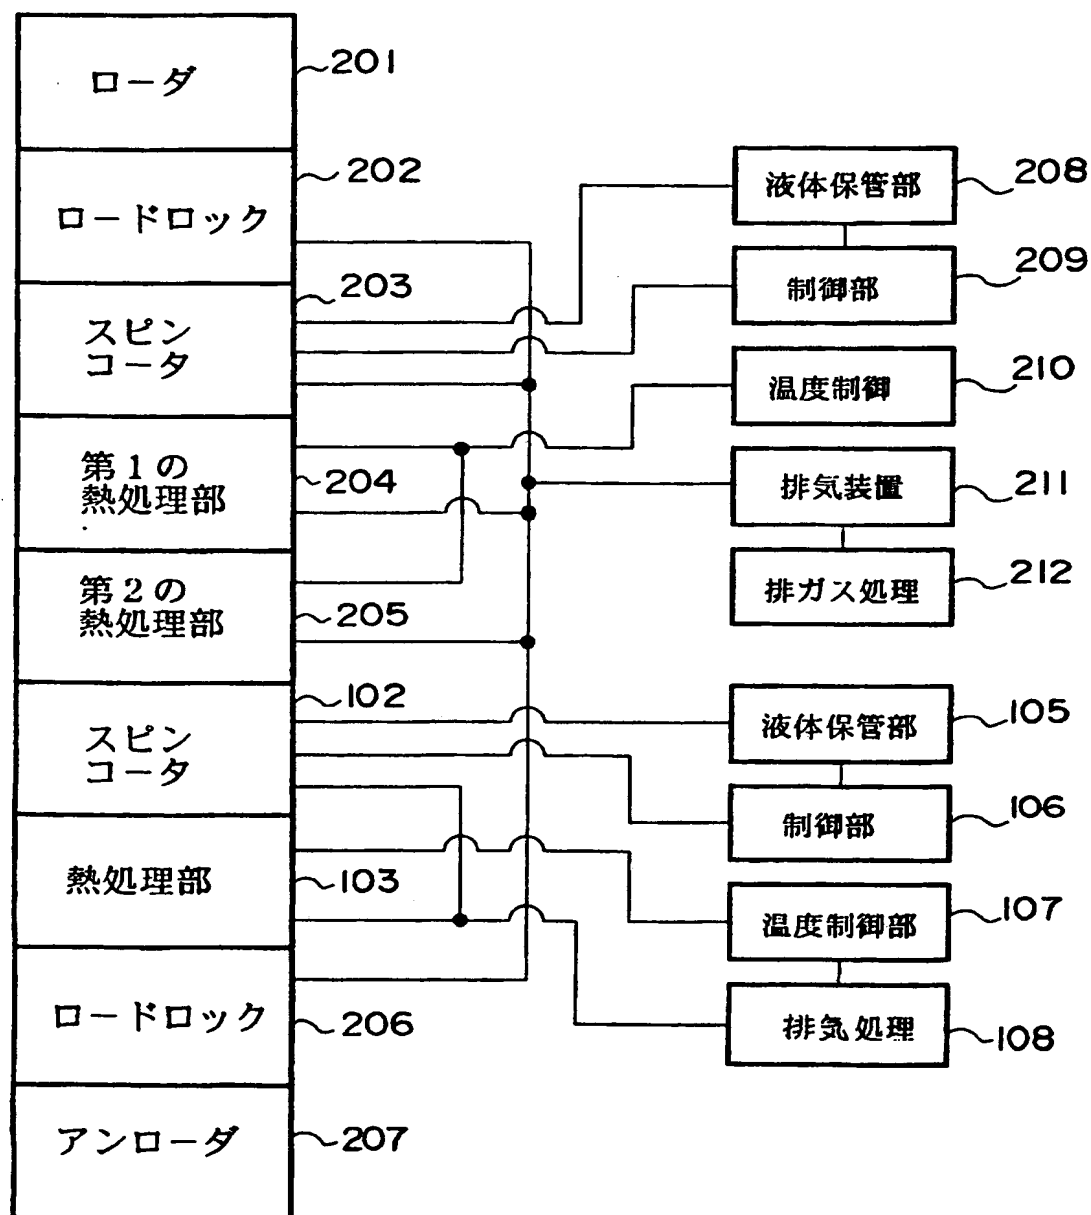 ローダ
201
ロードロック
202
スピン
コータ
203
第1の
熱処理部
204
第2の
熱処理部
205
スピン
コータ
102
熱処理部
103
ロードロック
206
アンローダ
207
液体保管部
208
制御部
209
温度制御
210
排気装置
211
排ガス処理
212
液体保管部
105
制御部
106
温度制御部
107
排気処理
108